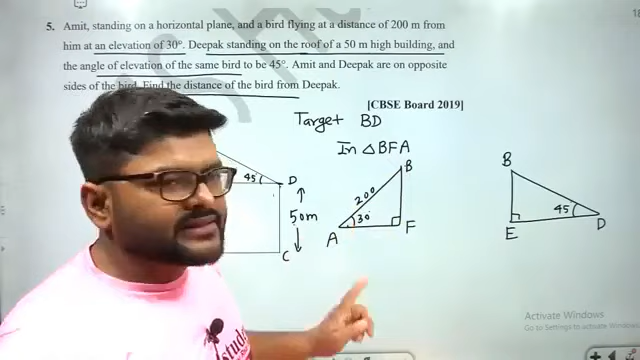 5. Amit, standing on a horizontal plane, and a bird flying at a distance of 200 m from
him at an elevation of 30°. Deepak standing on the roof of a 50 m high building, and
the angle of elevation of the same bird to be 45°. Amit and Deepak are on opposite
sides of the bird. Find the distance of the bird from Deepak.
[CBSE Board 2019]
Target BD
In △BFA
45
D
50m
C
B
200
30°
A
F
B
45
E
D
Activate Windows
Go to Settings to activate Windows.